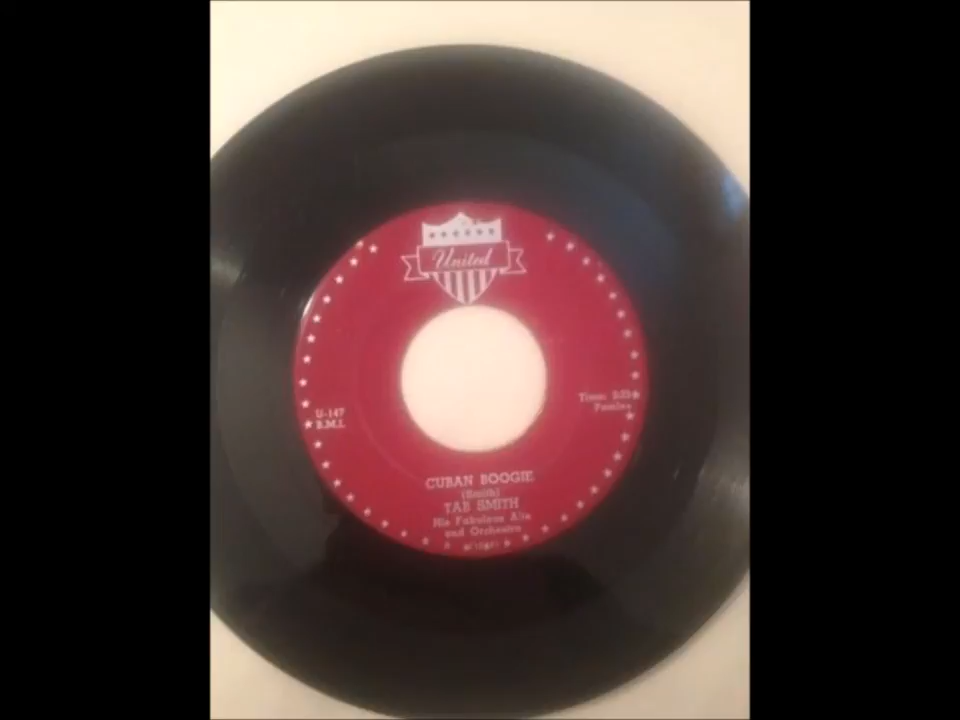 United
U-147
B.M.I.
Time:
CUBAN BOOGIE
(Smith)
TAB SMITH
His Fabulous Alto
and Orchestra